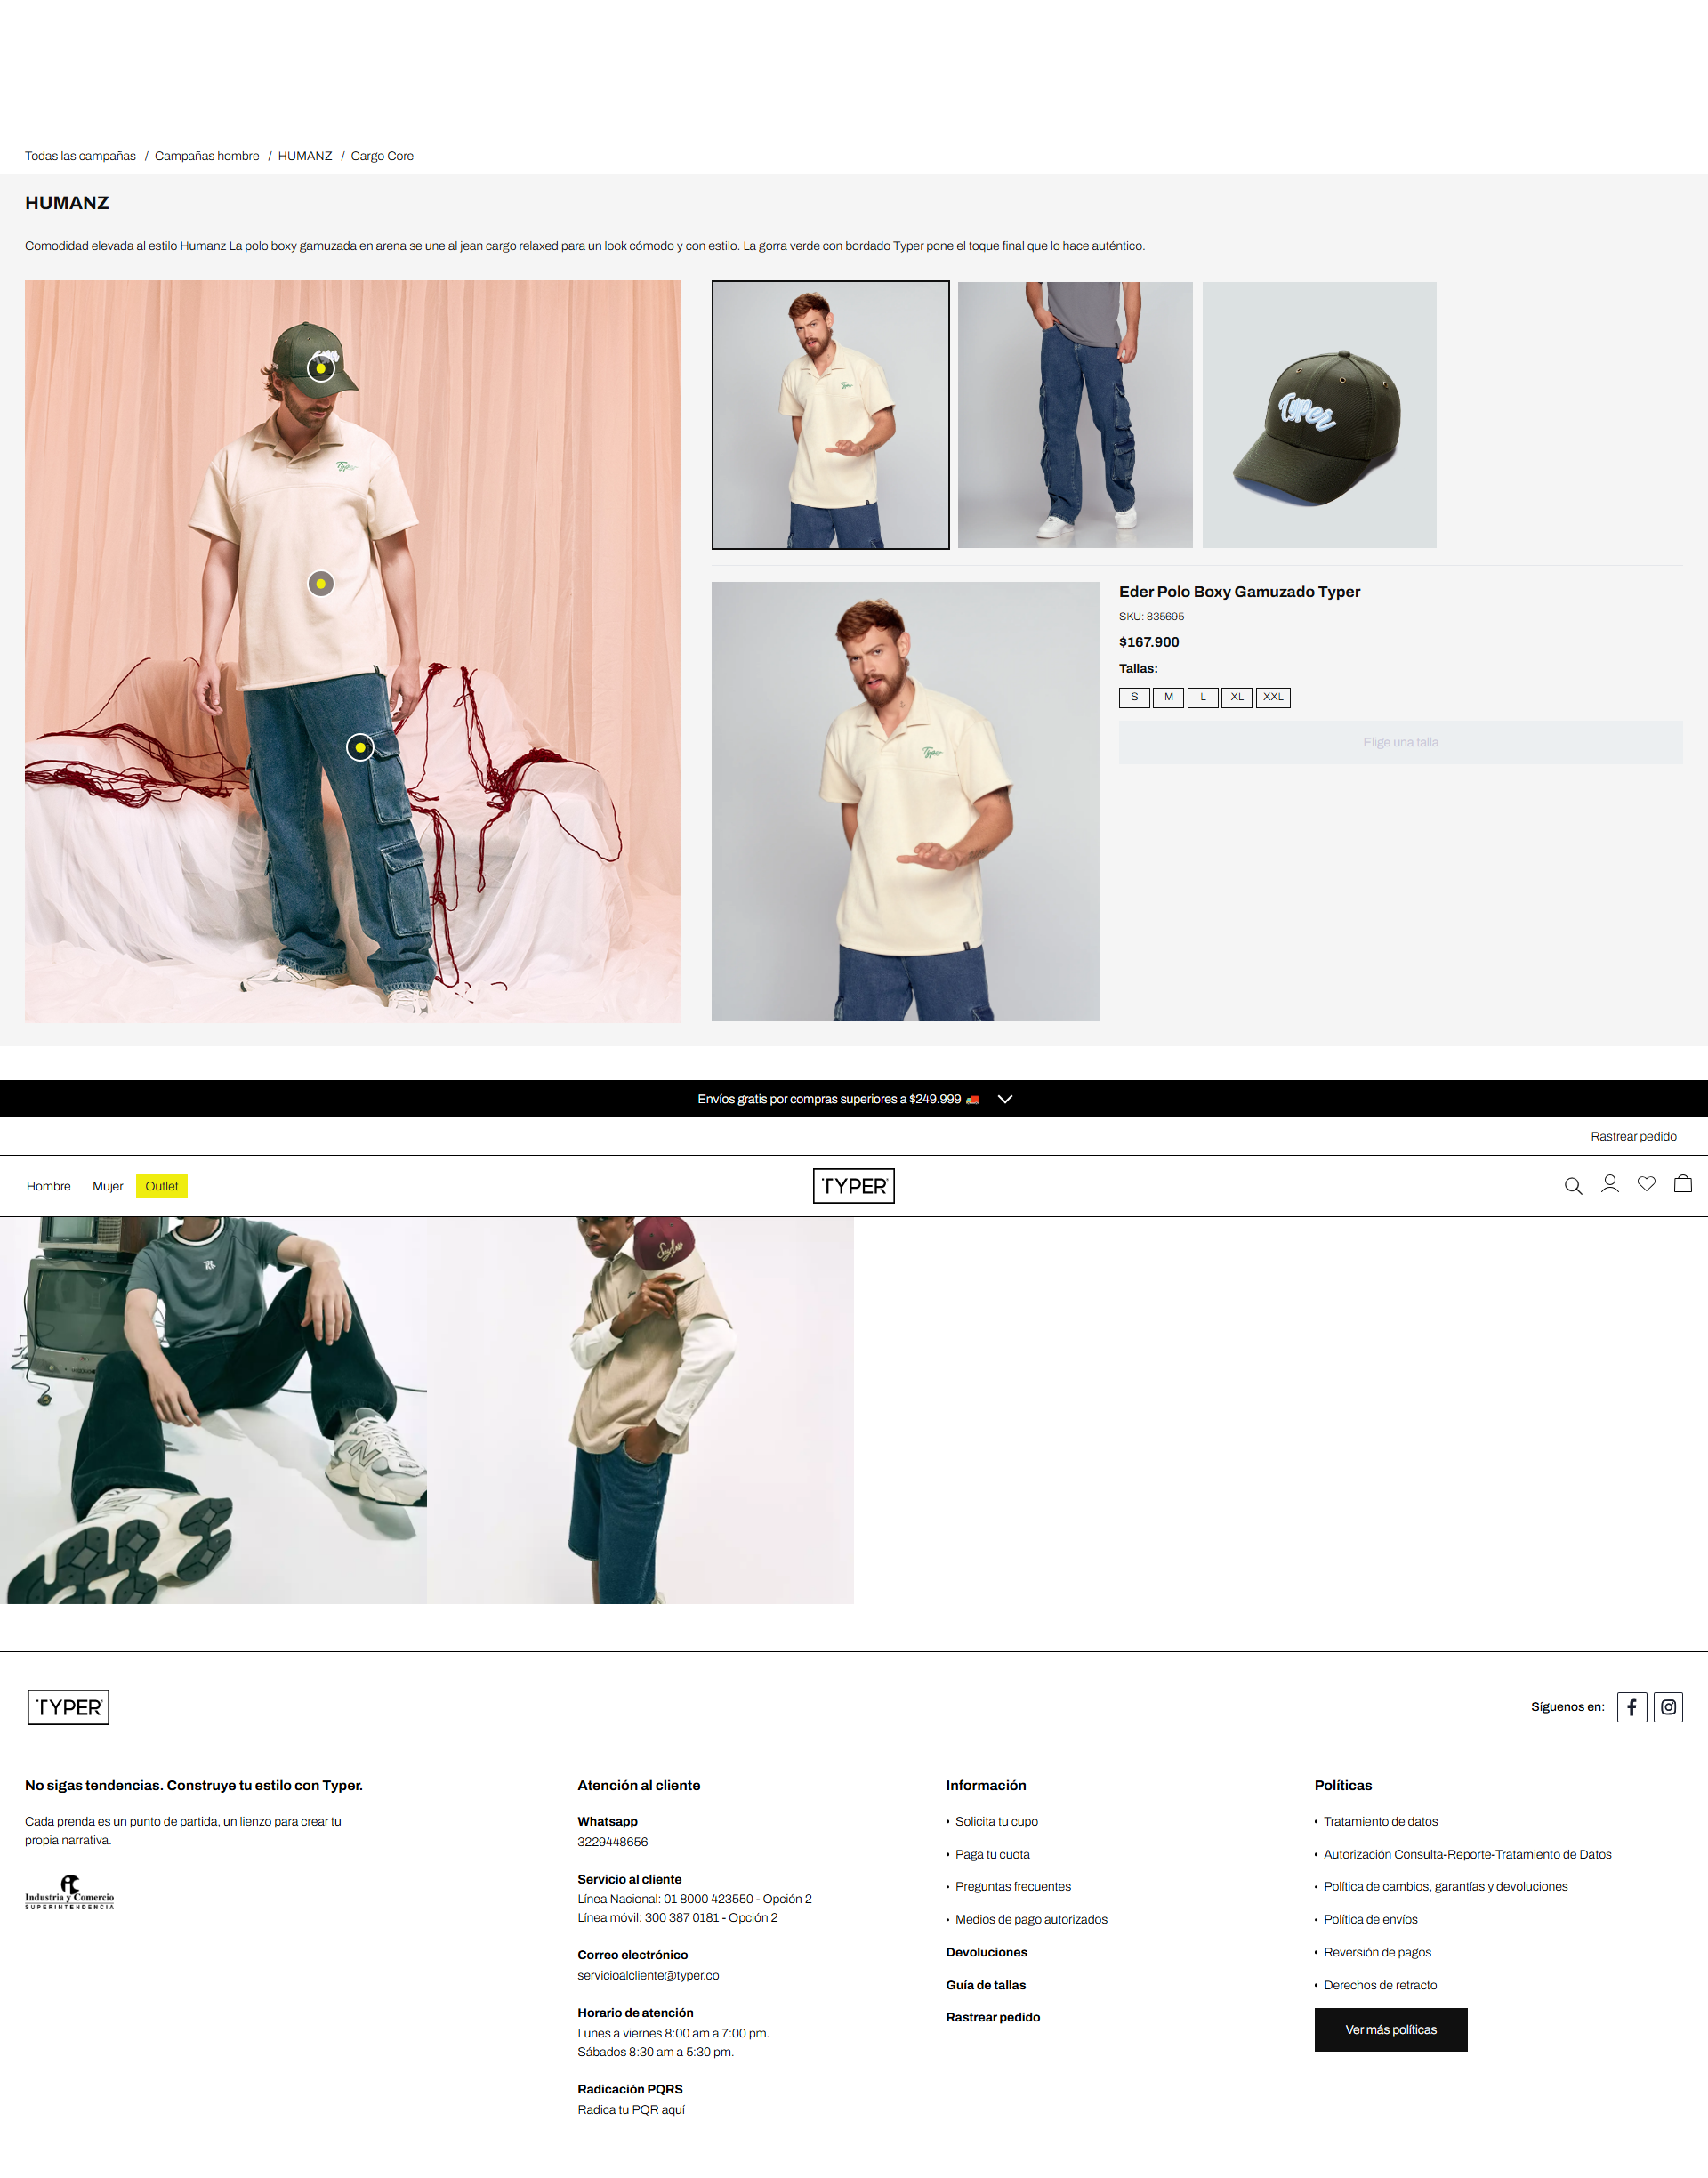 Todas las campañas / Campañas hombre / HUMANZ / Cargo Core
HUMANZ
Comodidad elevada al estilo Humanz La polo boxy gamuzada en arena se une al jean cargo relaxed para un look cómodo y con estilo. La gorra verde con bordado Typer pone el toque final que lo hace auténtico.
Typer
Typer
Typer
Typer
Eder Polo Boxy Gamuzado Typer
SKU: 835695
$167.900
Tallas:
S M L XL XXL
Elige una talla
Envíos gratis por compras superiores a $249.999
Rastrear pedido
Hombre Mujer Outlet
TYPER
TYPER
Síguenos en:
No sigas tendencias. Construye tu estilo con Typer.
Cada prenda es un punto de partida, un lienzo para crear tu
propia narrativa.
Industria y Comercio
SUPERINTENDENCIA
Atención al cliente
Whatsapp
3229448656
Servicio al cliente
Línea Nacional: 01 8000 423550 - Opción 2
Línea móvil: 300 387 0181 - Opción 2
Correo electrónico
servicioalcliente@typer.co
Horario de atención
Lunes a viernes 8:00 am a 7:00 pm.
Sábados 8:30 am a 5:30 pm.
Radicación PQRS
Radica tu PQR aquí
Información
• Solicita tu cupo
• Paga tu cuota
• Preguntas frecuentes
• Medios de pago autorizados
Devoluciones
Guía de tallas
Rastrear pedido
Políticas
• Tratamiento de datos
• Autorización Consulta-Reporte-Tratamiento de Datos
• Política de cambios, garantías y devoluciones
• Política de envíos
• Reversión de pagos
• Derechos de retracto
Ver más políticas